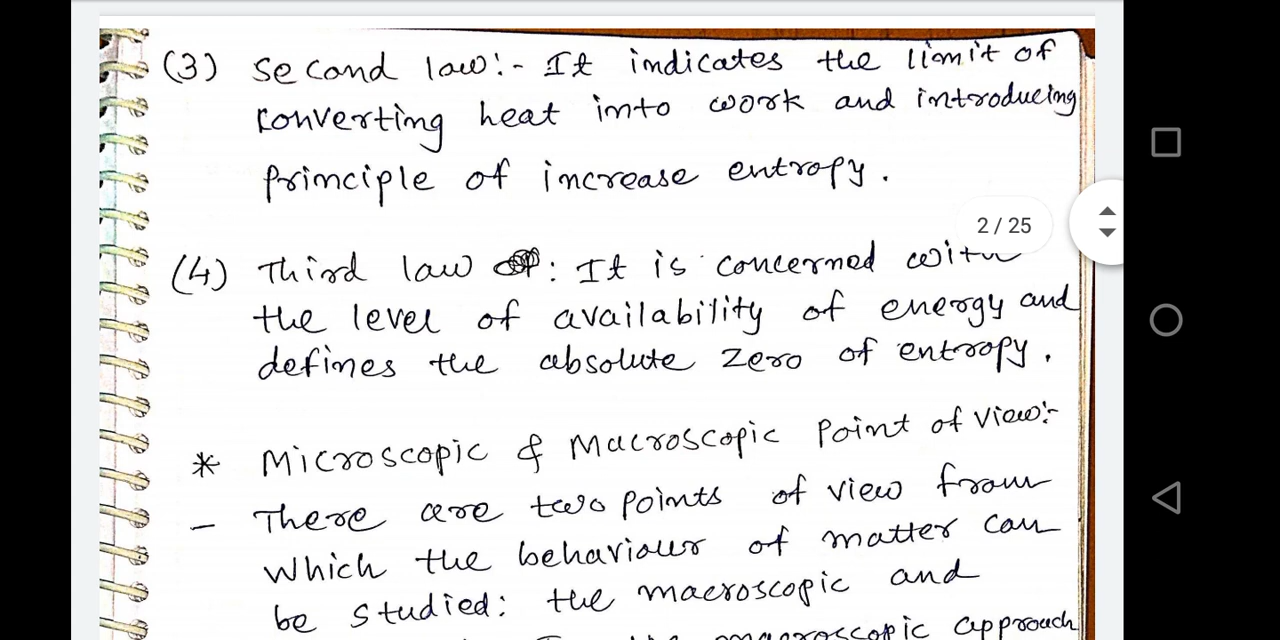 (3) Second law:- It indicates the limit of
converting heat into work and introducing
principle of increase entropy.
2/25
(4) Third law : It is concerned with
the level of availability of energy and
defines the absolute zero of entropy.
* Microscopic & Macroscopic Point of view:-
- There are two points of view from
which the behaviour of matter can
be studied: the macroscopic and
the macroscopic approach